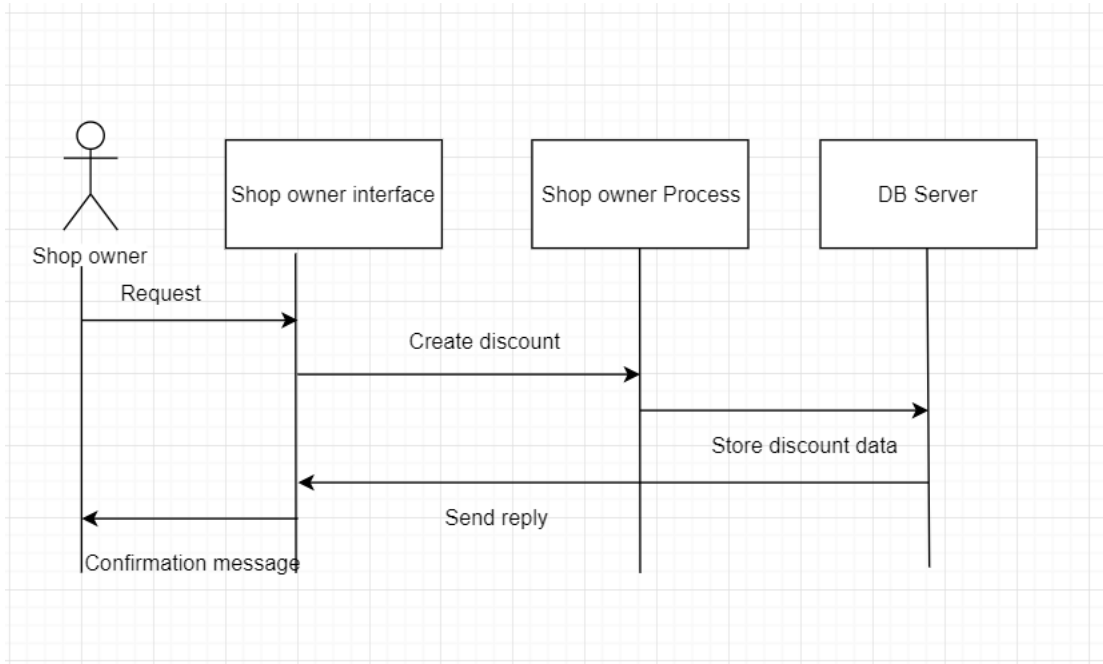 Shop owner interface
Shop owner Process
DB Server
Shop owner
Request
Create discount
Store discount data
Send reply
Confirmation message